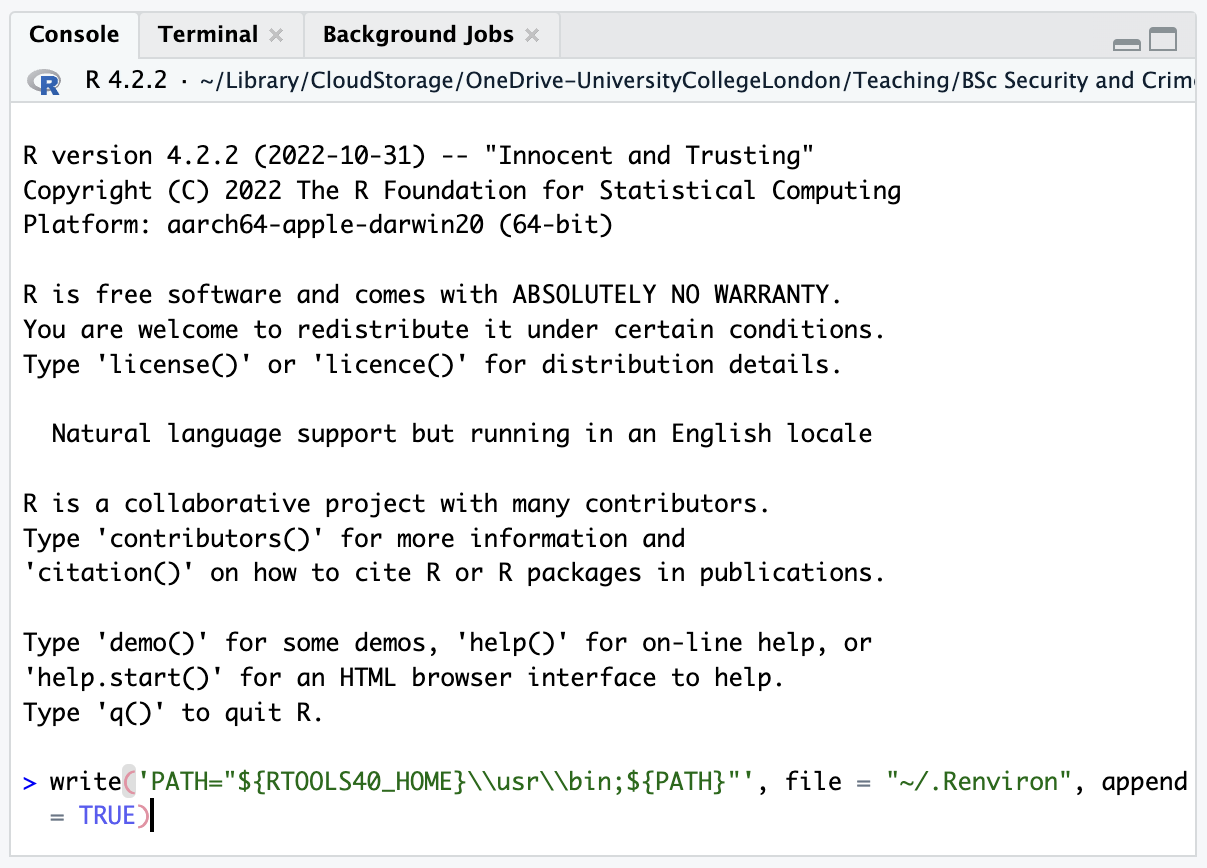 Console Terminal Background Jobs
R 4.2.2 · ~/Library/CloudStorage/OneDrive-UniversityCollegeLondon/Teaching/BSc Security and Crim
R version 4.2.2 (2022-10-31) -- "Innocent and Trusting"
Copyright (C) 2022 The R Foundation for Statistical Computing
Platform: aarch64-apple-darwin20 (64-bit)
R is free software and comes with ABSOLUTELY NO WARRANTY.
You are welcome to redistribute it under certain conditions.
Type 'license()' or 'licence()' for distribution details.
Natural language support but running in an English locale
R is a collaborative project with many contributors.
Type 'contributors()' for more information and
'citation()' on how to cite R or R packages in publications.
Type 'demo()' for some demos, 'help()' for on-line help, or
'help.start()' for an HTML browser interface to help.
Type 'q()' to quit R.
> write('PATH="${RTOOLS40_HOME}\\usr\\bin;${PATH}"', file = "~/.Renviron", append
= TRUE)